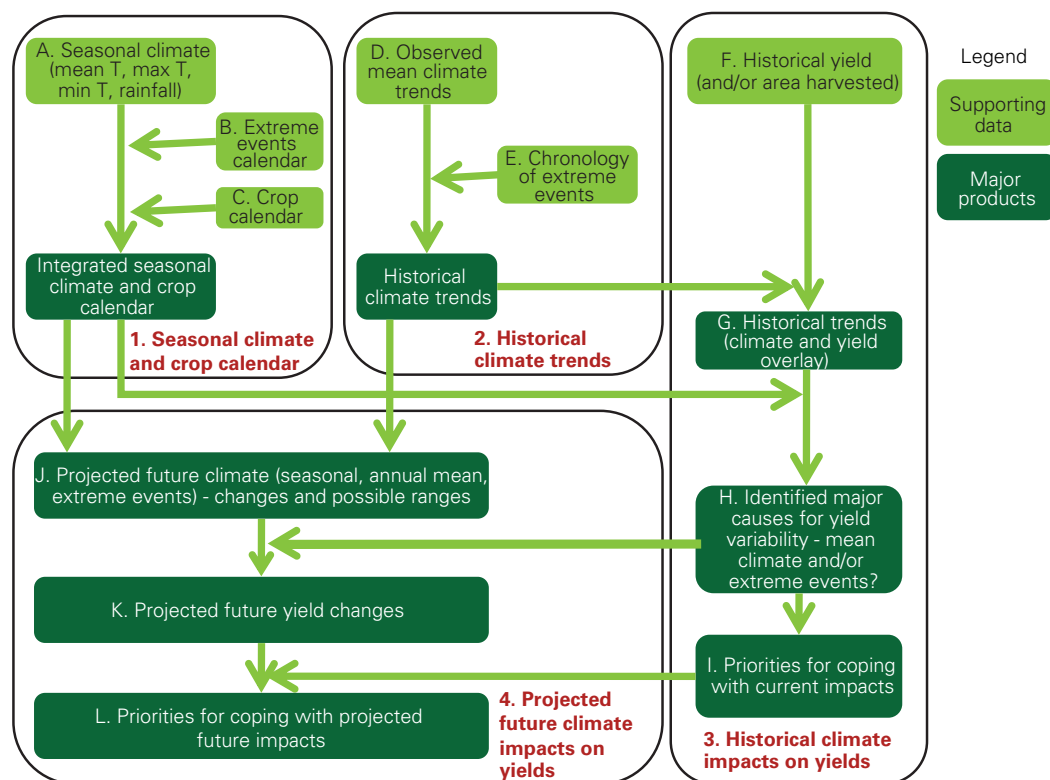 A. Seasonal climate
(mean T, max T,
min T, rainfall)
B. Extreme
events
calendar
C. Crop
calendar
Integrated seasonal
climate and crop
calendar
1. Seasonal climate
and crop calendar
D. Observed
mean climate
trends
E. Chronology
of extreme
events
Historical
climate trends
2. Historical
climate trends
F. Historical yield
(and/or area harvested)
G. Historical trends
(climate and yield
overlay)
H. Identified major
causes for yield
variability - mean
climate and/or
extreme events?
I. Priorities for coping
with current impacts
3. Historical climate
impacts on yields
J. Projected future climate (seasonal, annual mean,
extreme events) - changes and possible ranges
K. Projected future yield changes
L. Priorities for coping with projected
future impacts
4. Projected
future climate
impacts on
yields
Legend
Supporting
data
Major
products